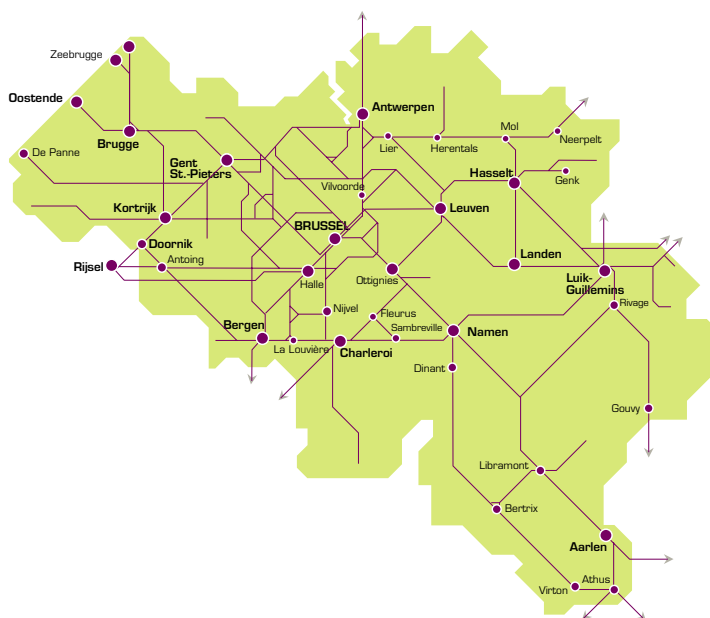 Zeebrugge
Oostende
Antwerpen
Brugge
Mol
Neerpelt
Lier
Herentals
De Panne
Gent
St.-Pieters
Hasselt
Genk
Vilvoorde
Kortrijk
Leuven
BRUSSEL
Doornik
Landen
Rijsel
Antoing
Halle
Ottignies
Luik-
Guillemins
Rivage
Nijvel
Fleurus
Bergen
Sambreville
Namen
La Louvière
Charleroi
Dinant
Gouvy
Libramont
Bertrix
Aarlen
Virton
Athus